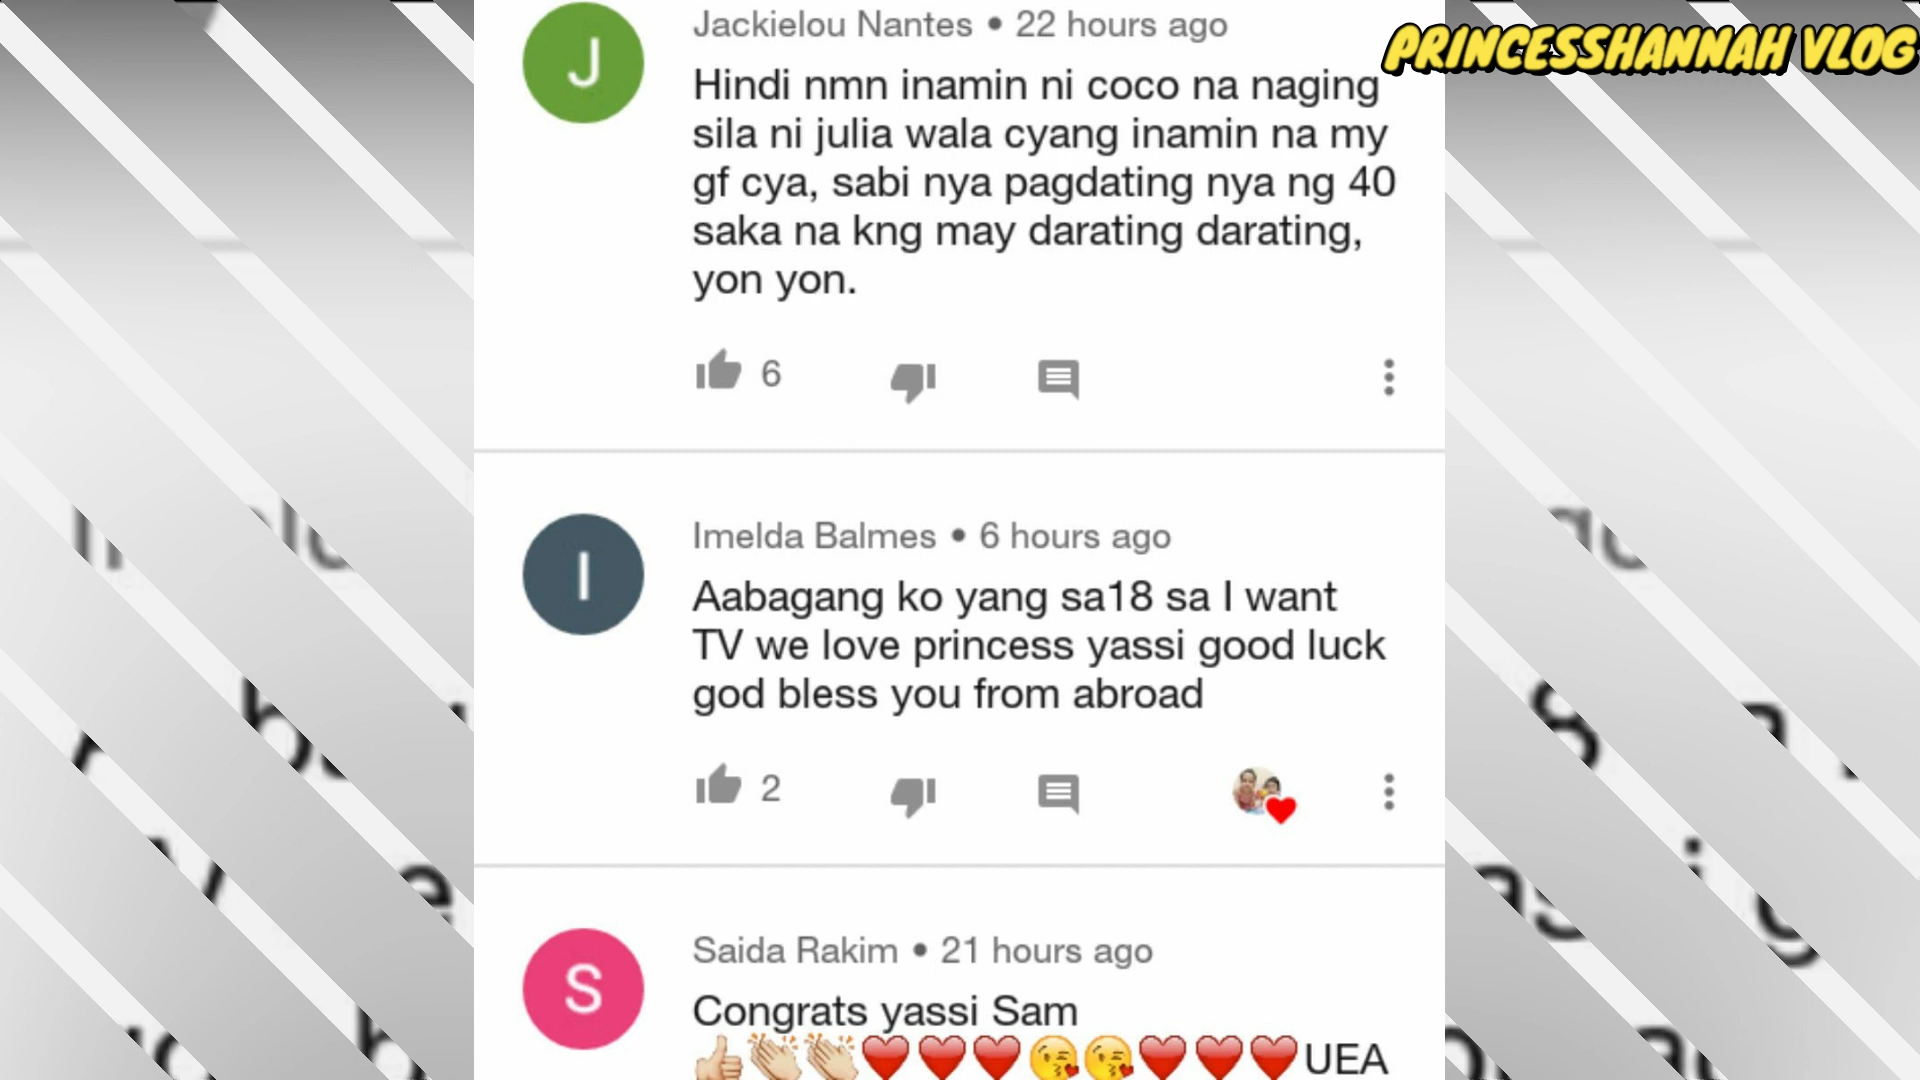 PRINCESSHANNAH VLOG
J
Jackielou Nantes • 22 hours ago
Hindi nmn inamin ni coco na naging
sila ni julia wala cyang inamin na my
gf cya, sabi nya pagdating nya ng 40
saka na kng may darating darating,
yon yon.
6
I
Imelda Balmes • 6 hours ago
Aabagang ko yang sa18 sa I want
TV we love princess yassi good luck
god bless you from abroad
2
S
Saida Rakim • 21 hours ago
Congrats yassi Sam
👍🏼👏🏼👏🏼❤️❤️❤️😘😘❤️❤️❤️UEA